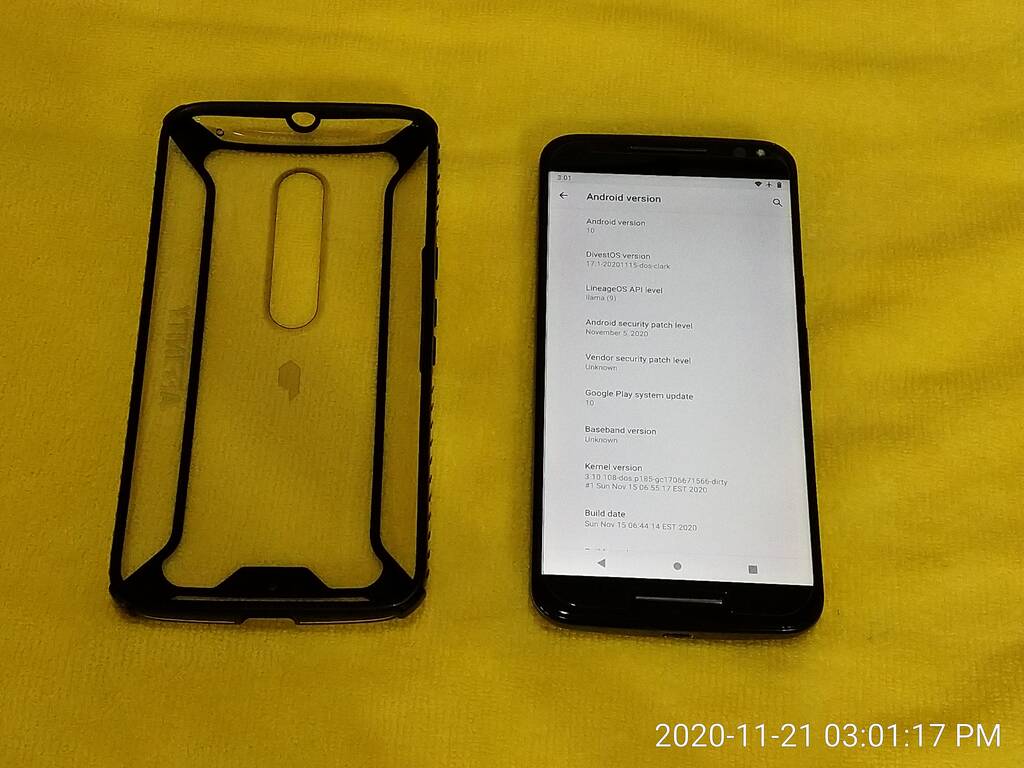 3:01
Android version
Android version
10
DivestOS version
17.1-20201115-dos-clark
LineageOS API level
llama (9)
Android security patch level
November 5, 2020
Vendor security patch level
Unknown
Google Play system update
10
Baseband version
Unknown
Kernel version
3.10.108-dos.p185-gc1706671566-dirty
#1 Sun Nov 15 06:55:17 EST 2020
Build date
Sun Nov 15 06:44:14 EST 2020
2020-11-21 03:01:17 PM